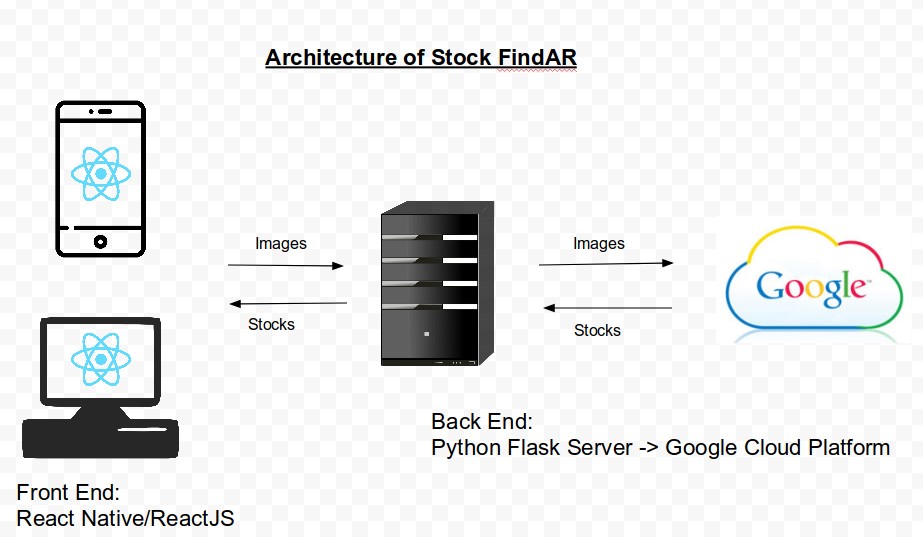 Architecture of Stock FindAR
Images
Stocks
Images
Stocks
Google
Back End:
Python Flask Server -> Google Cloud Platform
Front End:
React Native/ReactJS